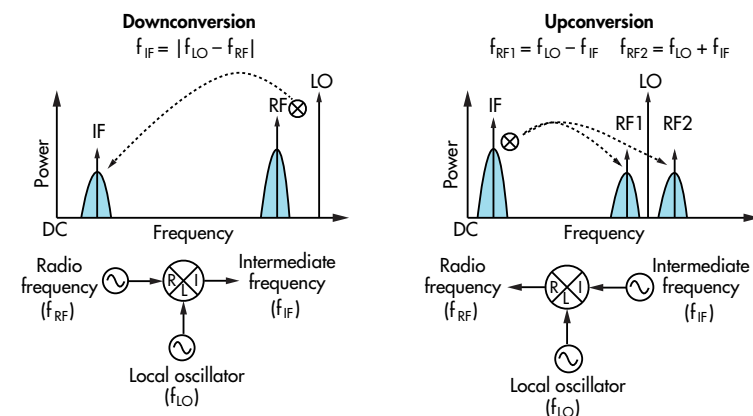 Downconversion
f_IF = |f_LO – f_RF|
LO
RF
IF
Power
DC
Frequency
Radio
frequency
(f_RF)
R
I
L
Intermediate
frequency
(f_IF)
Local oscillator
(f_LO)
Upconversion
f_RF1 = f_LO – f_IF f_RF2 = f_LO + f_IF
LO
IF
RF1
RF2
Power
DC
Frequency
Radio
frequency
(f_RF)
R
I
L
Intermediate
frequency
(f_IF)
Local oscillator
(f_LO)